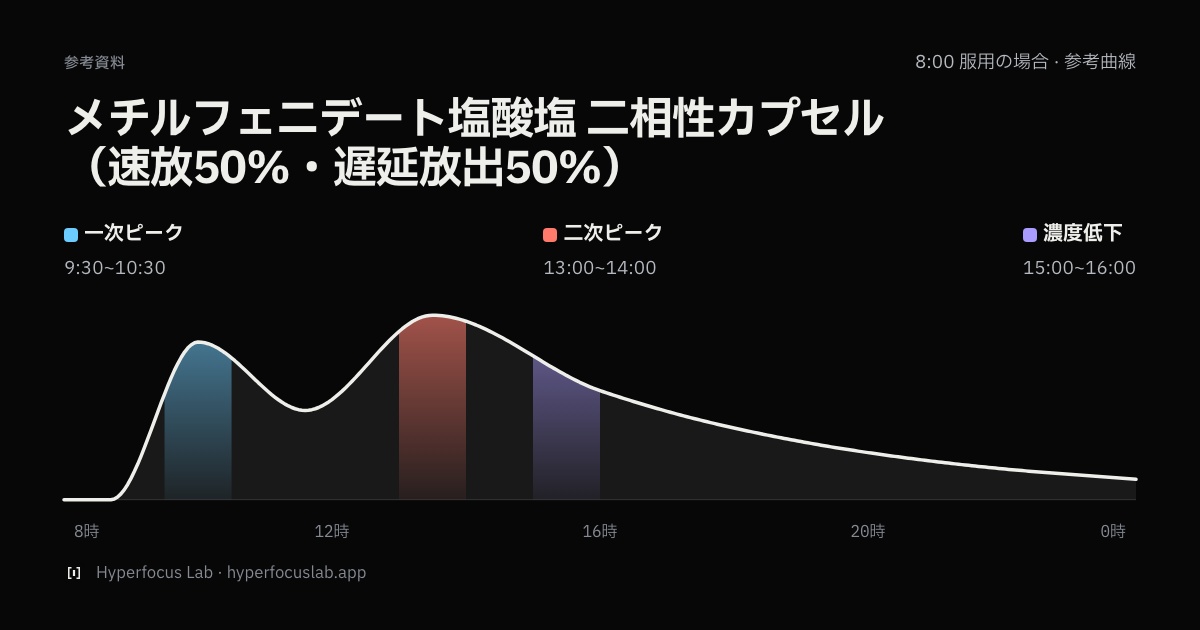 参考資料
8:00 服用の場合 · 参考曲線
メチルフェニデート塩酸塩 二相性カプセル
（速放50%・遅延放出50%）
一次ピーク
9:30~10:30
二次ピーク
13:00~14:00
濃度低下
15:00~16:00
8時
12時
16時
20時
0時
Hyperfocus Lab · hyperfocuslab.app